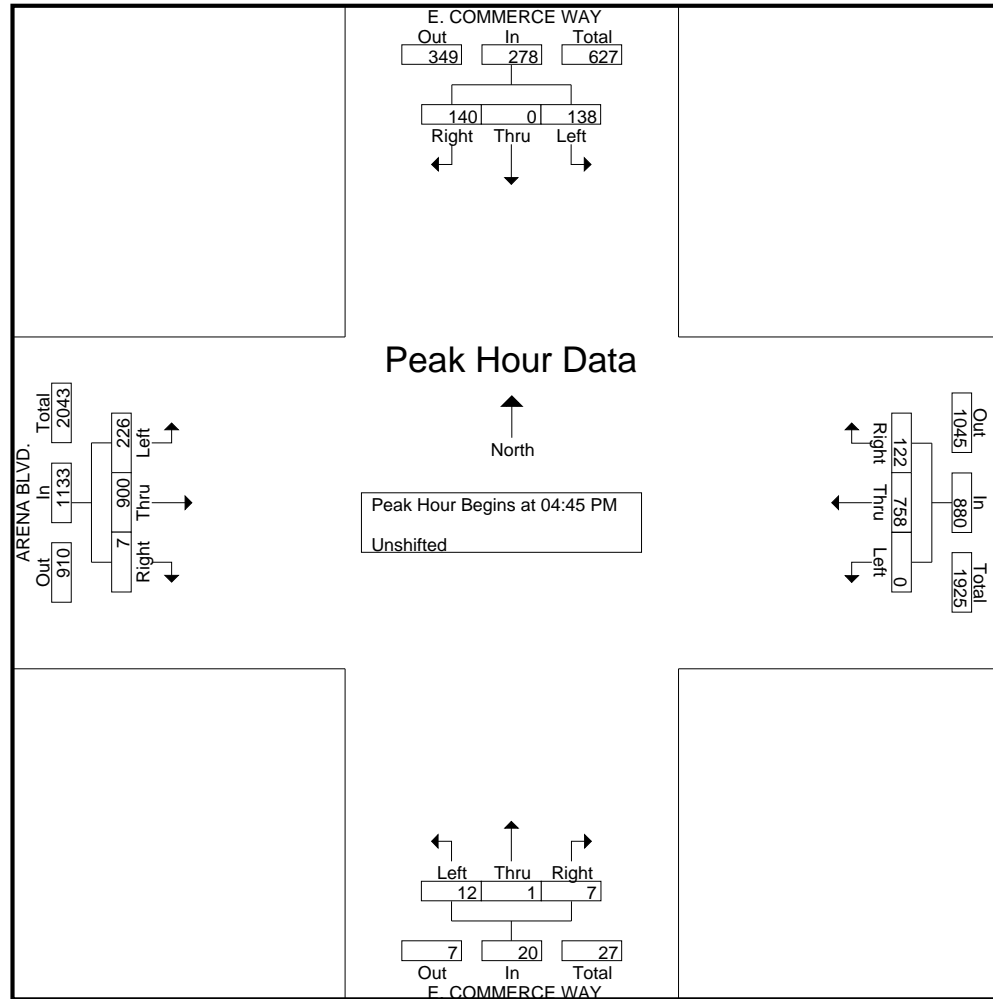 E. COMMERCE WAY
Out In Total
349 278 627
140 0 138
Right Thru Left
Peak Hour Data
North
Peak Hour Begins at 04:45 PM
Unshifted
ARENA BLVD.
Out In Total
910 1133 2043
7 900 226
Right Thru Left
Out In Total
1045 880 1925
122 758 0
Right Thru Left
Left Thru Right
12 1 7
7 20 27
Out In Total
E. COMMERCE WAY